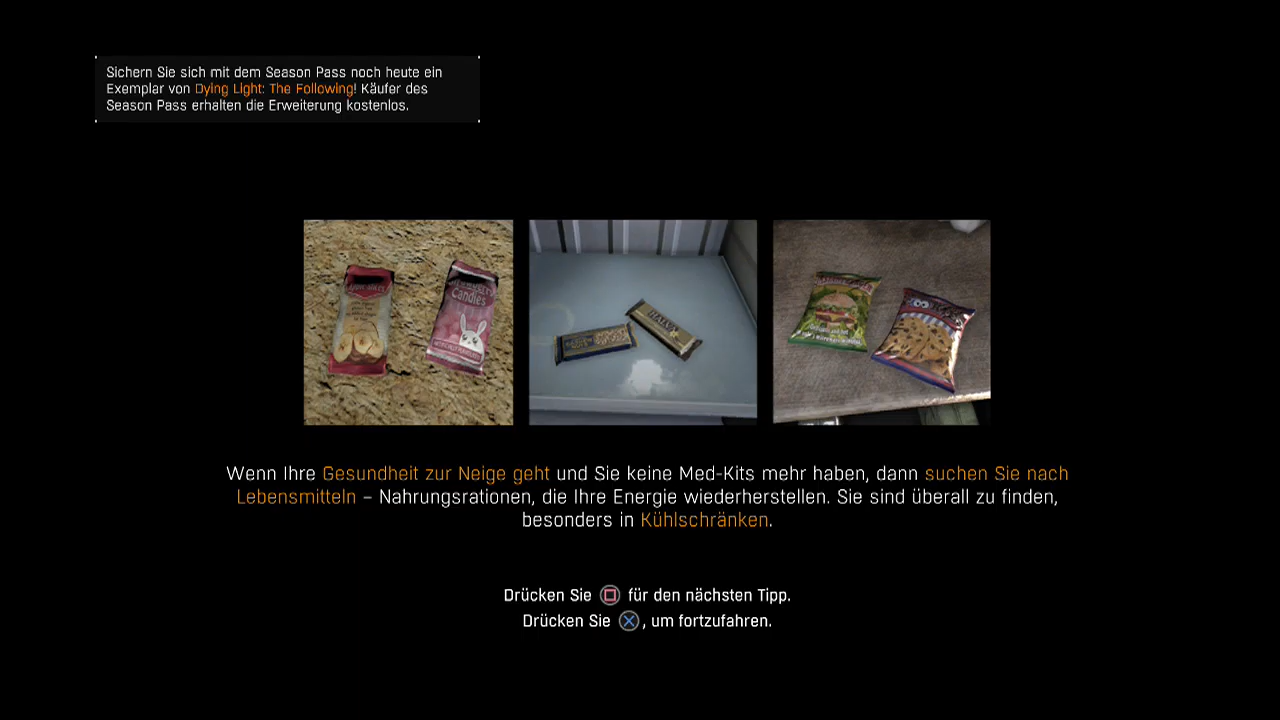 Sichern Sie sich mit dem Season Pass noch heute ein
Exemplar von Dying Light: The Following! Käufer des
Season Pass erhalten die Erweiterung kostenlos.
Candies
HALVA
Wenn Ihre Gesundheit zur Neige geht und Sie keine Med-Kits mehr haben, dann suchen Sie nach
Lebensmitteln – Nahrungsrationen, die Ihre Energie wiederherstellen. Sie sind überall zu finden,
besonders in Kühlschränken.
Drücken Sie für den nächsten Tipp.
Drücken Sie , um fortzufahren.